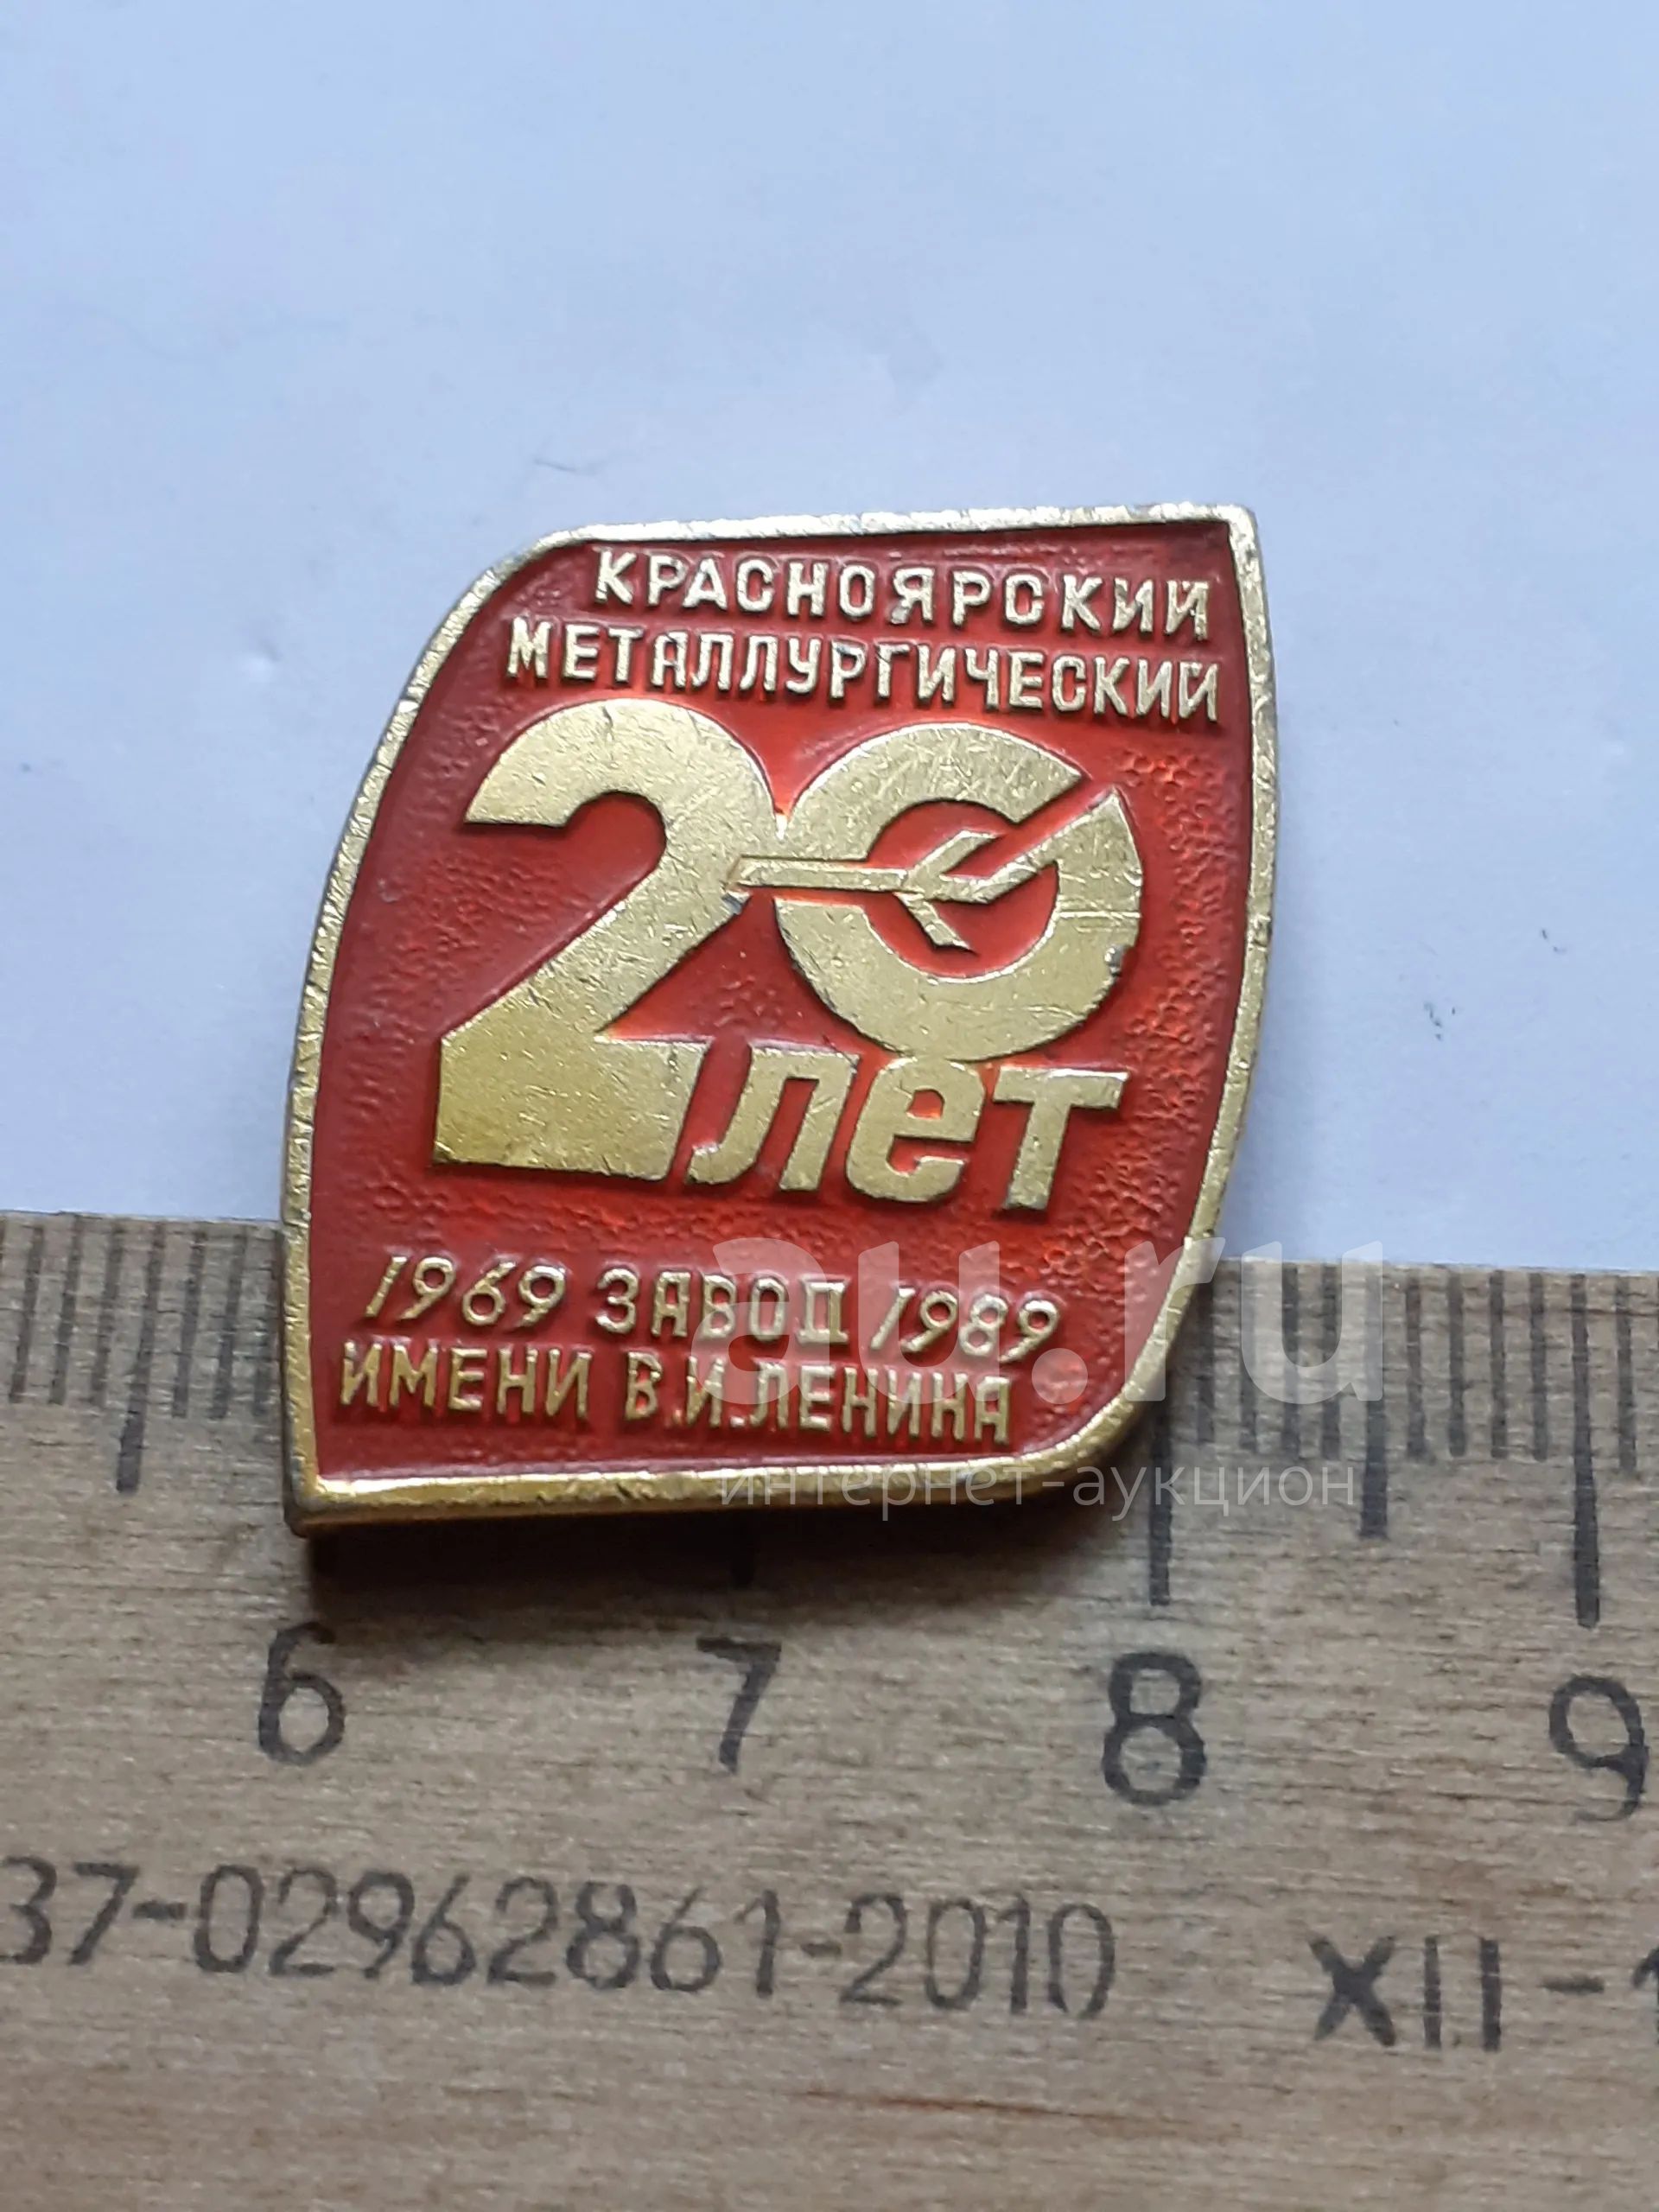 КРАСНОЯРСКИЙ
МЕТАЛЛУРГИЧЕСКИЙ
20
лет
1969 ЗАВОД 1989
ИМЕНИ В.И.ЛЕНИНА
au.ru
интернет-аукцион
6 7 8 9
37-02962861-2010 XII-1